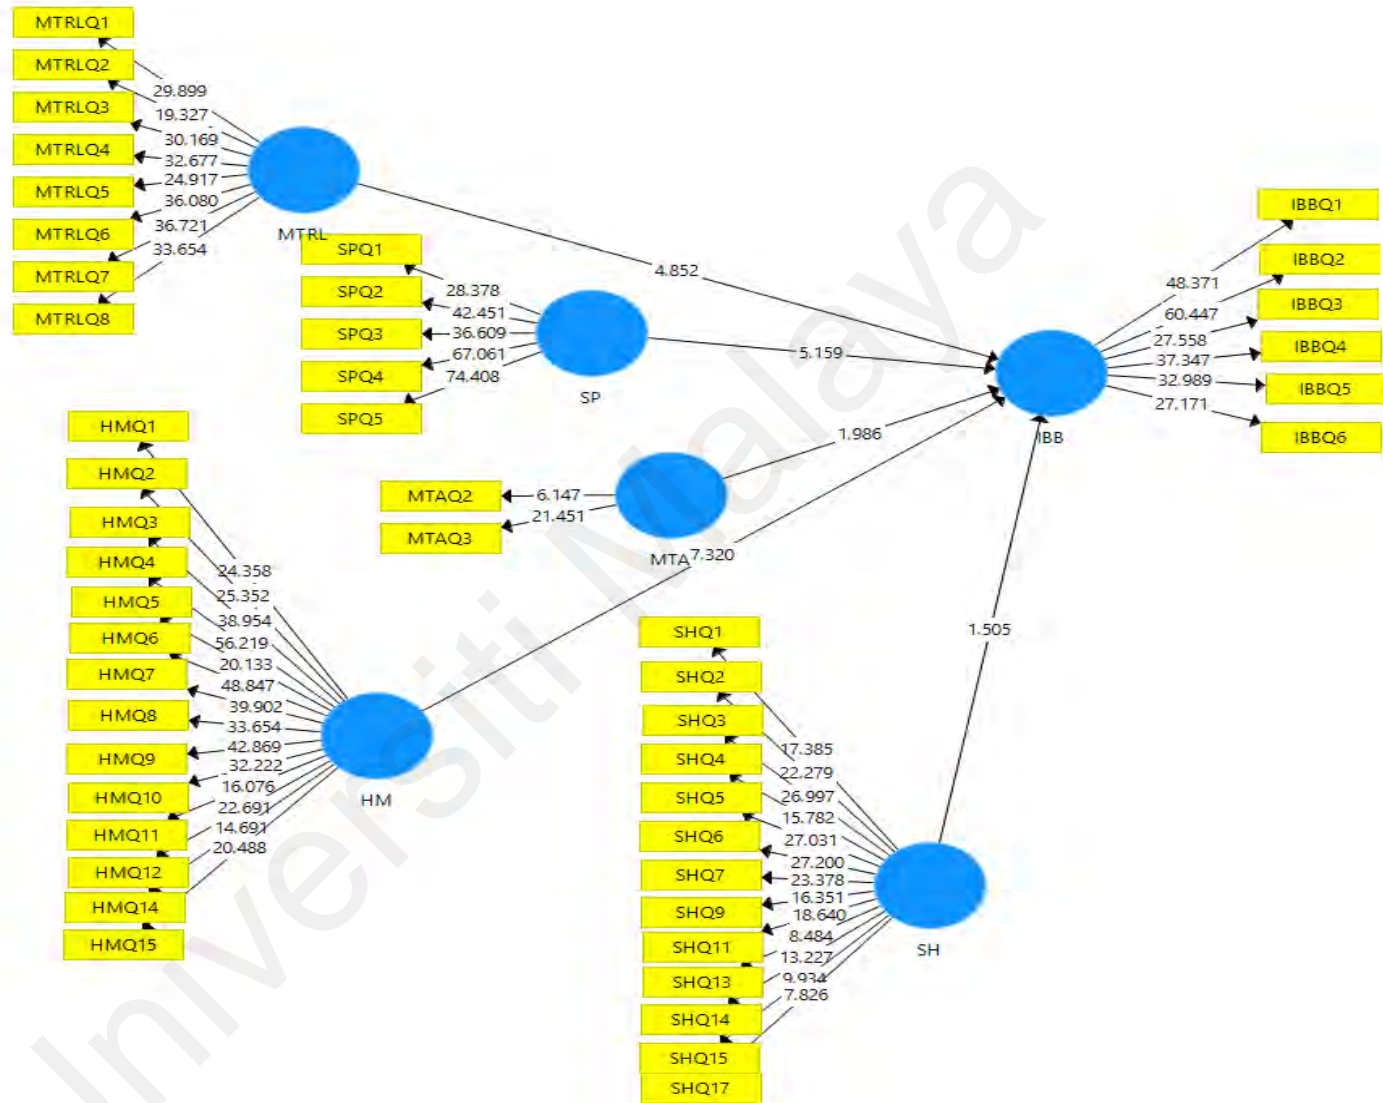 MTRLQ1
MTRLQ2
MTRLQ3
MTRLQ4
MTRLQ5
MTRLQ6
MTRLQ7
MTRLQ8
29.899
19.327
30.169
32.677
24.917
36.080
36.721
33.654
MTRL
SPQ1
SPQ2
SPQ3
SPQ4
SPQ5
28.378
42.451
36.609
67.061
74.408
SP
4.852
5.159
1.986
7.320
1.505
IBB
48.371
60.447
27.558
37.347
32.989
27.171
IBBQ1
IBBQ2
IBBQ3
IBBQ4
IBBQ5
IBBQ6
MTAQ2
MTAQ3
6.147
21.451
MTA
HMQ1
HMQ2
HMQ3
HMQ4
HMQ5
HMQ6
HMQ7
HMQ8
HMQ9
HMQ10
HMQ11
HMQ12
HMQ14
HMQ15
24.358
25.352
38.954
56.219
20.133
48.847
39.902
33.654
42.869
32.222
16.076
22.691
14.691
20.488
HM
SHQ1
SHQ2
SHQ3
SHQ4
SHQ5
SHQ6
SHQ7
SHQ9
SHQ11
SHQ13
SHQ14
SHQ15
SHQ17
17.385
22.279
26.997
15.782
27.031
27.200
23.378
16.351
18.640
8.484
13.227
9.934
7.826
SH
Universiti Malaya